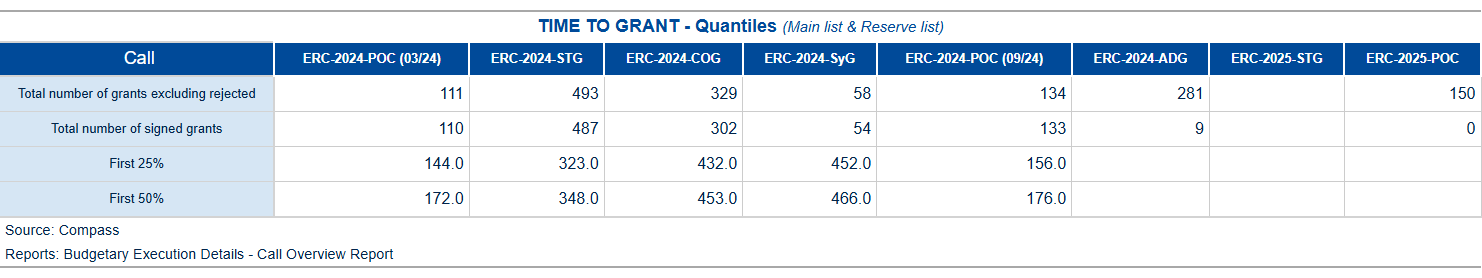 TIME TO GRANT - Quantiles (Main list & Reserve list)
Call ERC-2024-POC (03/24) ERC-2024-STG ERC-2024-COG ERC-2024-SyG ERC-2024-POC (09/24) ERC-2024-ADG ERC-2025-STG ERC-2025-POC
Total number of grants excluding rejected 111 493 329 58 134 281 150
Total number of signed grants 110 487 302 54 133 9 0
First 25% 144.0 323.0 432.0 452.0 156.0
First 50% 172.0 348.0 453.0 466.0 176.0
Source: Compass
Reports: Budgetary Execution Details - Call Overview Report